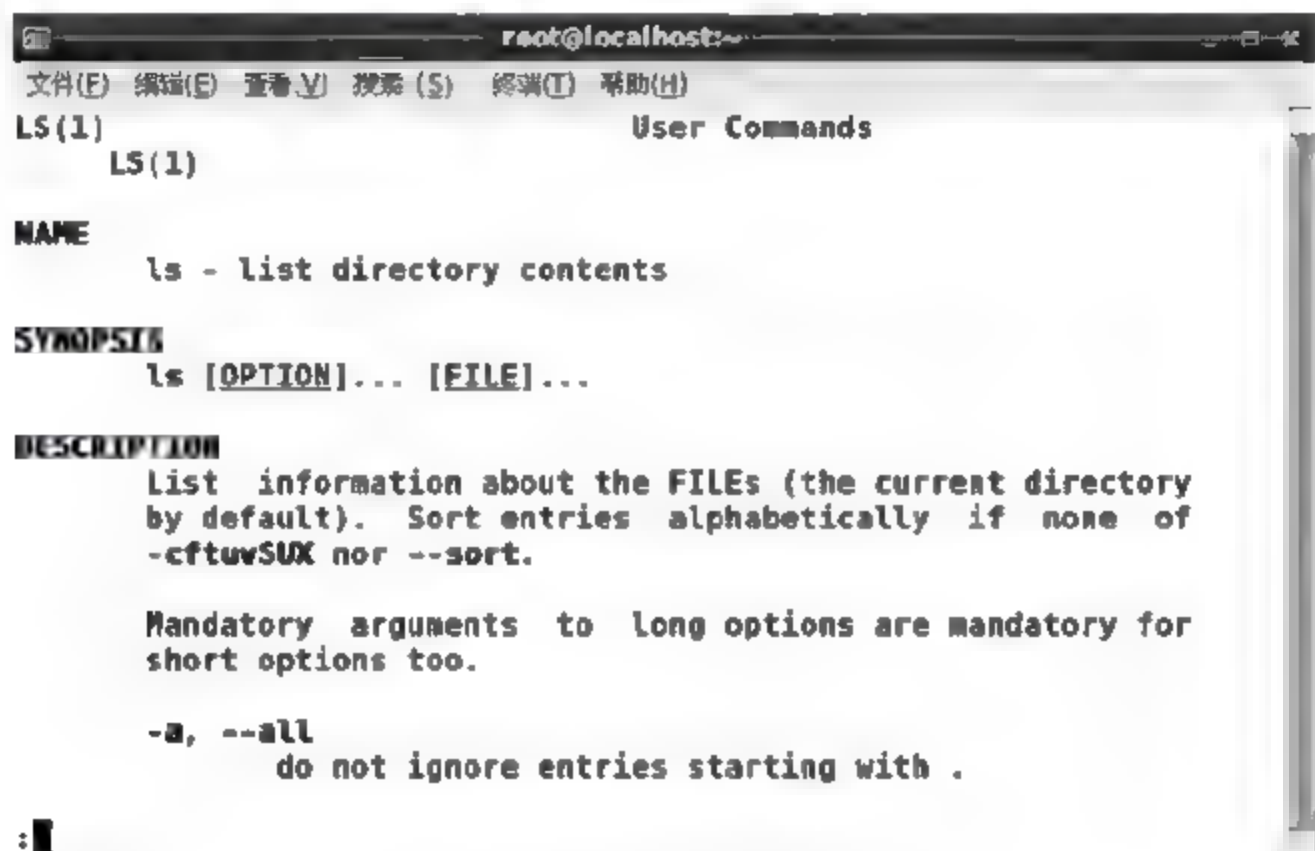 root@localhost:~
文件(F) 编辑(E) 查看(V) 搜索(S) 终端(T) 帮助(H)
LS(1) User Commands
LS(1)
NAME
ls - list directory contents
SYNOPSIS
ls [OPTION]... [FILE]...
DESCRIPTION
List information about the FILEs (the current directory
by default). Sort entries alphabetically if none of
-cftuvSUX nor --sort.
Mandatory arguments to long options are mandatory for
short options too.
-a, --all
do not ignore entries starting with .
: